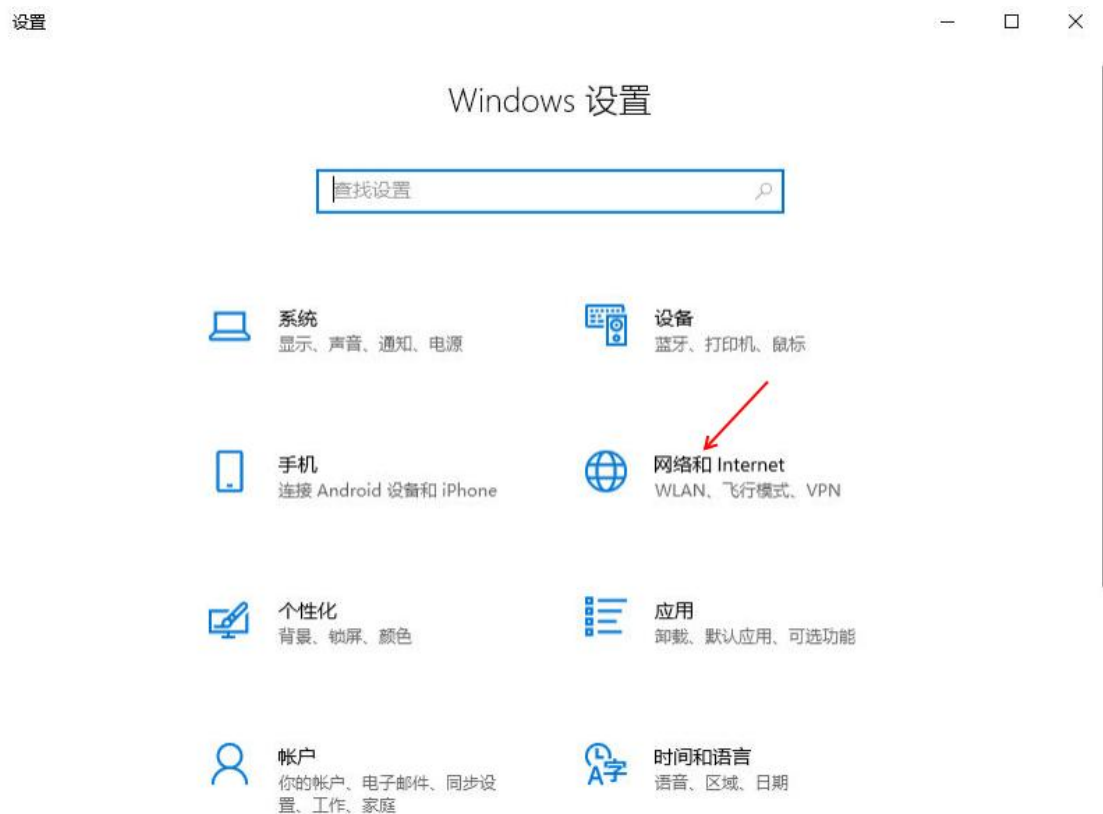 设置
Windows 设置
查找设置
系统
显示、声音、通知、电源
设备
蓝牙、打印机、鼠标
手机
连接 Android 设备和 iPhone
网络和 Internet
WLAN、飞行模式、VPN
个性化
背景、锁屏、颜色
应用
卸载、默认应用、可选功能
帐户
你的帐户、电子邮件、同步设
置、工作、家庭
时间和语言
语音、区域、日期